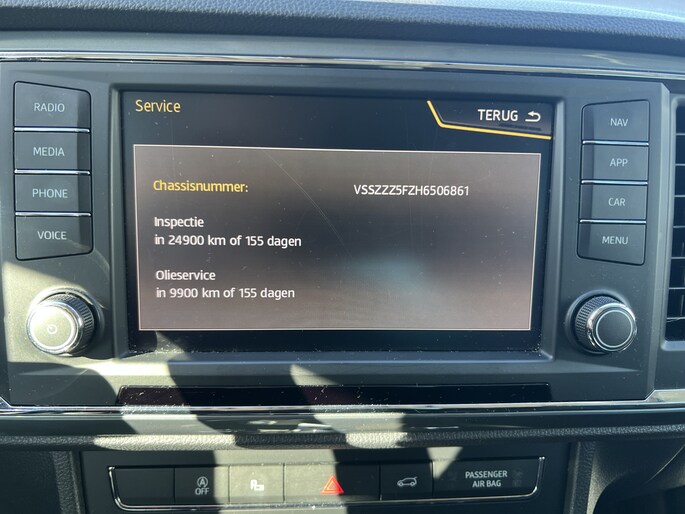 RADIO
MEDIA
PHONE
VOICE
Service
TERUG
Chassisnummer: VSSZZZ5FZH6506861
Inspectie
in 24900 km of 155 dagen
Olieservice
in 9900 km of 155 dagen
NAV
APP
CAR
MENU
A
OFF
P
PASSENGER
AIR BAG